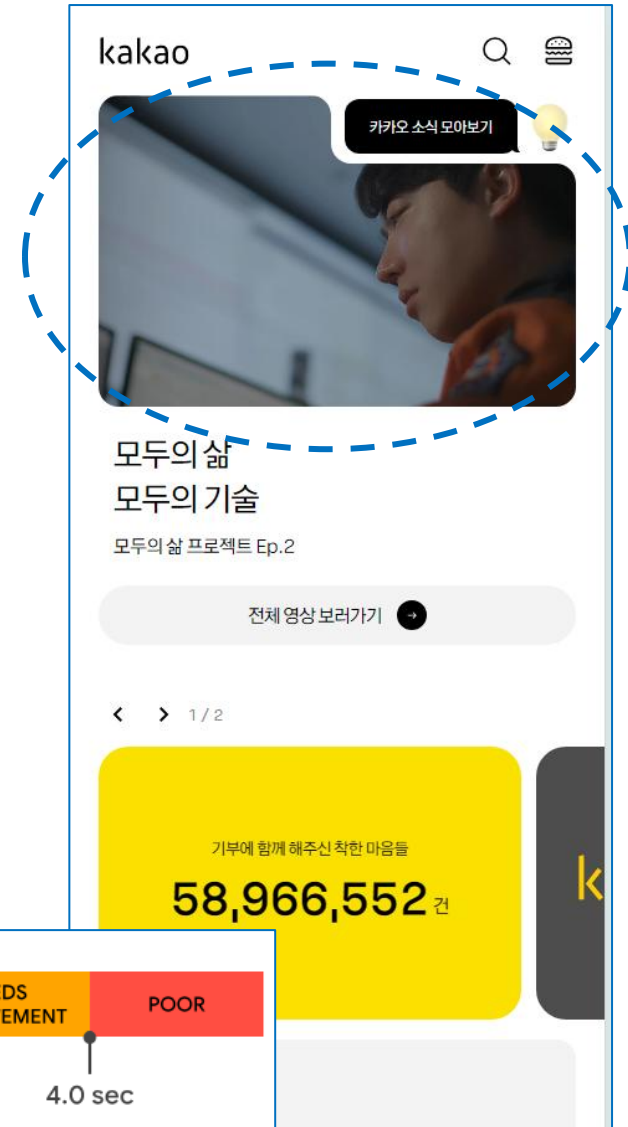 kakao
카카오 소식 모아보기
모두의 삶
모두의 기술
모두의 삶 프로젝트 Ep.2
전체 영상 보러가기
1 / 2
기부에 함께 해주신 착한 마음들
58,966,552 건
k
EDS
EMENT
POOR
4.0 sec